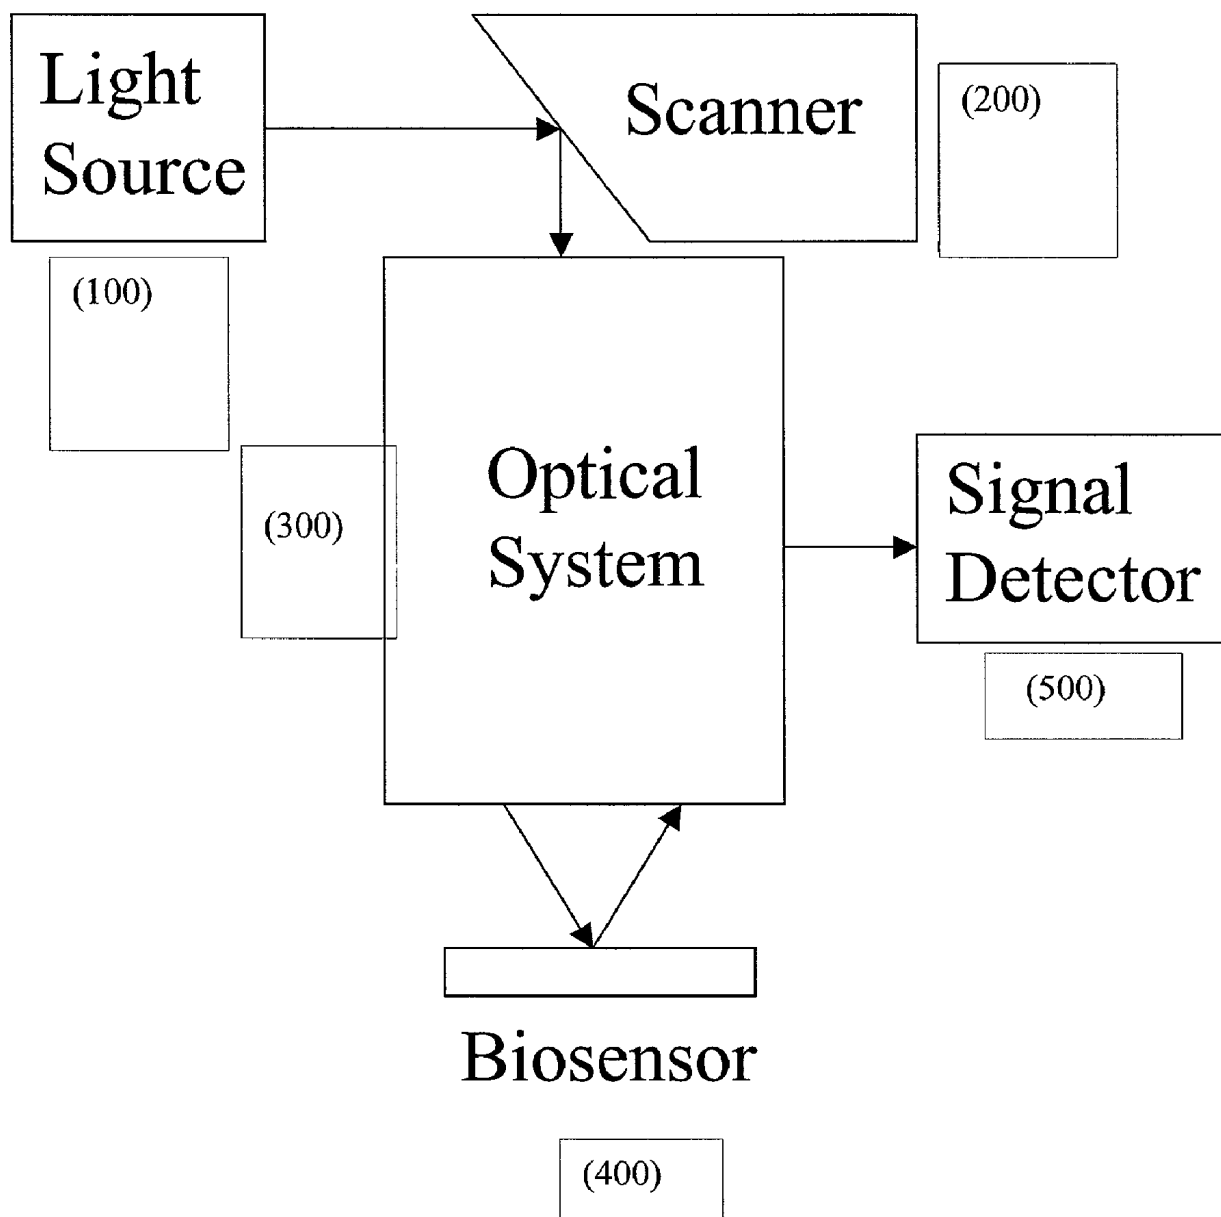 Light
Source
Scanner
(200)
(100)
Optical
System
(300)
Signal
Detector
(500)
Biosensor
(400)